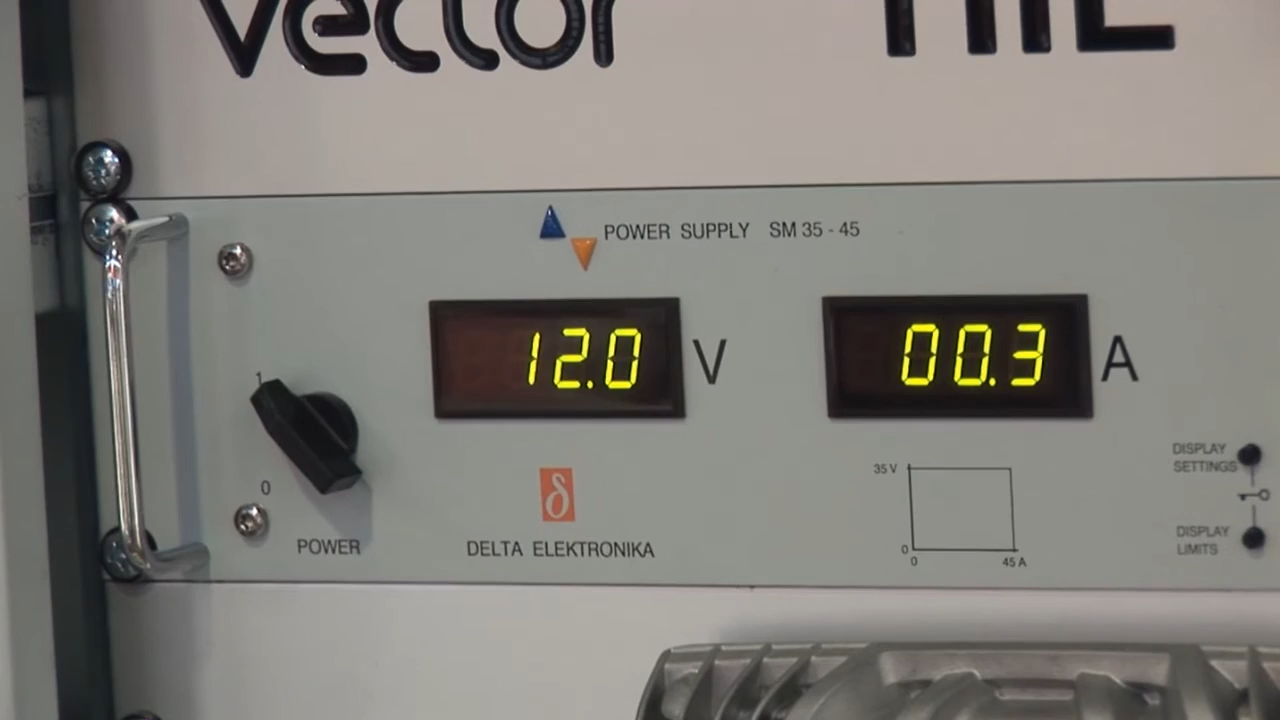 vector
POWER SUPPLY SM 35 - 45
12.0 V
00.3 A
1
0
POWER
δ
DELTA ELEKTRONIKA
35 V
0
0
45 A
DISPLAY
SETTINGS
DISPLAY
LIMITS